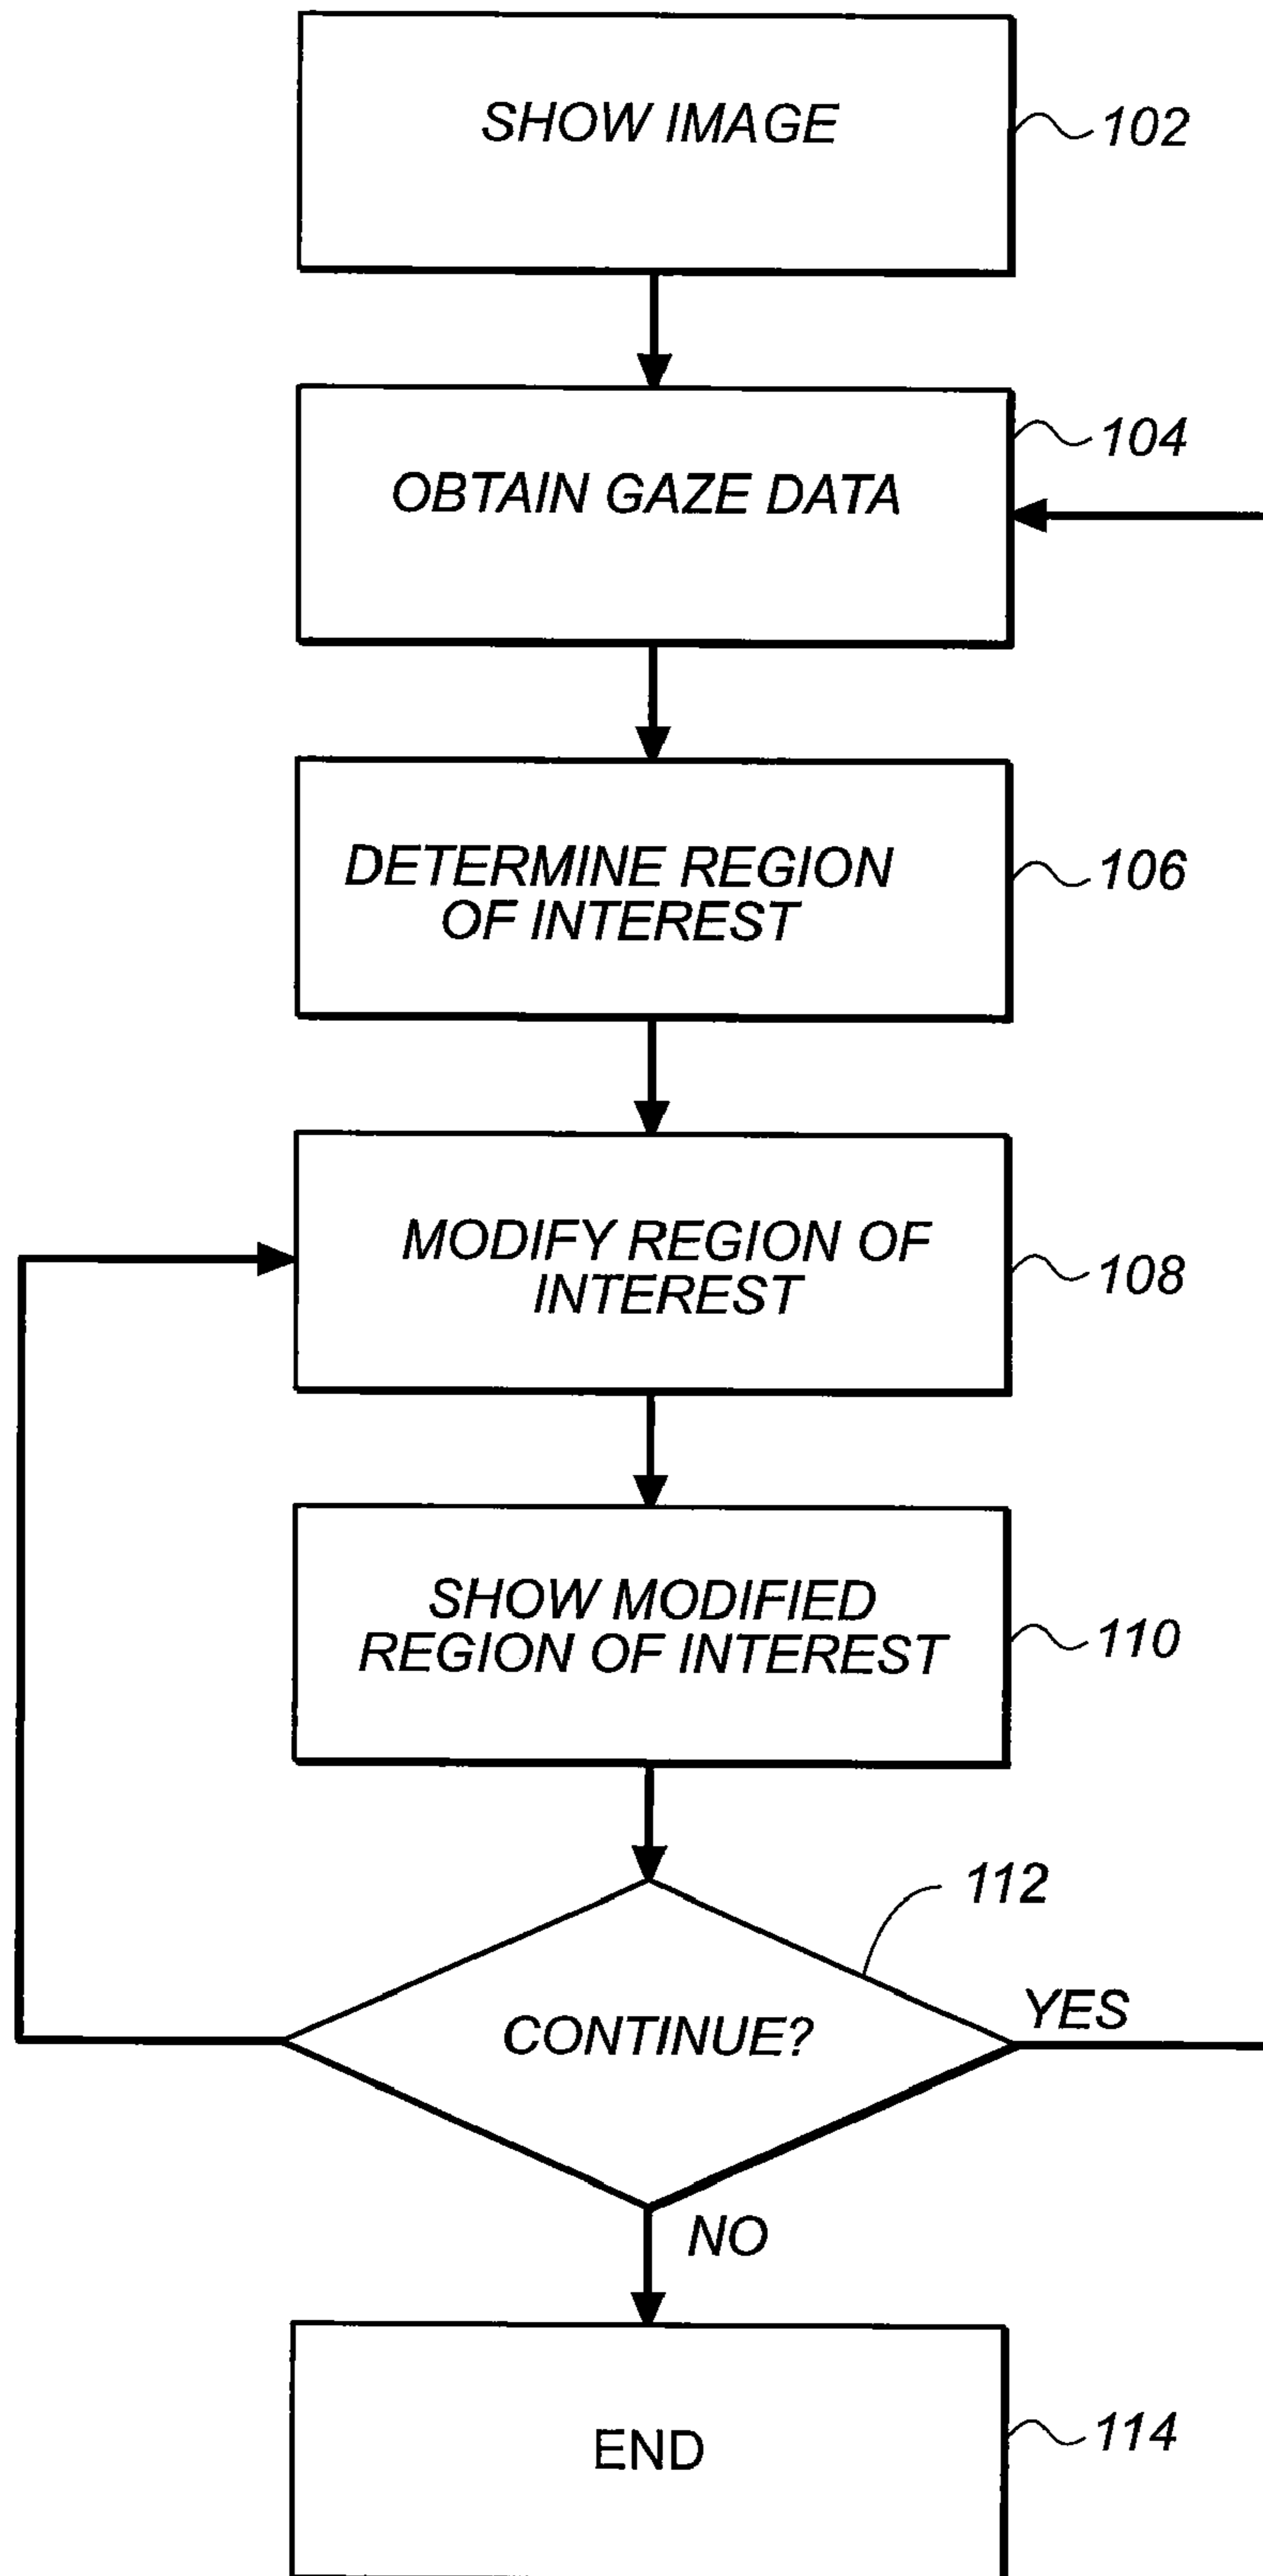 SHOW IMAGE
102
104
OBTAIN GAZE DATA
DETERMINE REGION
OF INTEREST
106
MODIFY REGION OF
INTEREST
108
SHOW MODIFIED
REGION OF INTEREST
110
112
YES
CONTINUE?
NO
END
114